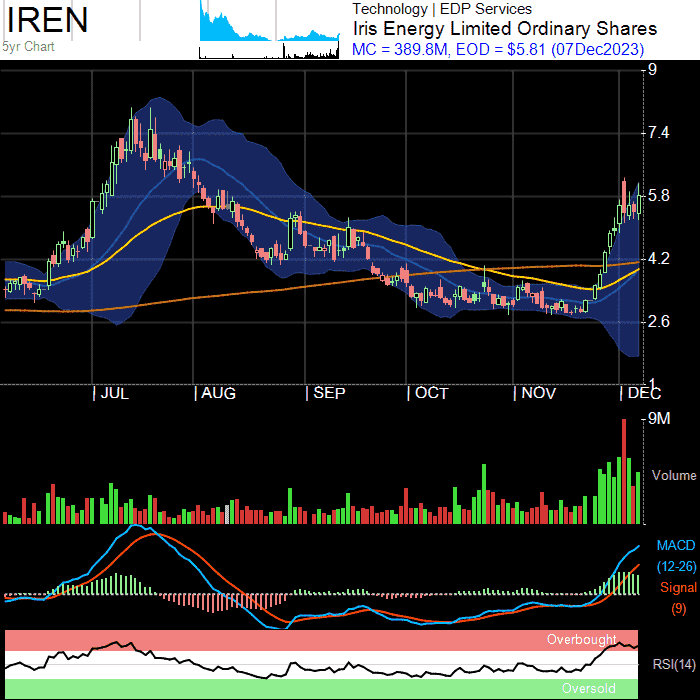 IREN
5yr Chart
Technology | EDP Services
Iris Energy Limited Ordinary Shares
MC = 389.8M, EOD = $5.81 (07Dec2023)
9
7.4
5.8
4.2
2.6
1
| JUL | AUG | SEP | OCT | NOV | DEC
9M
Volume
MACD
(12-26)
Signal
(9)
Overbought
RSI(14)
Oversold